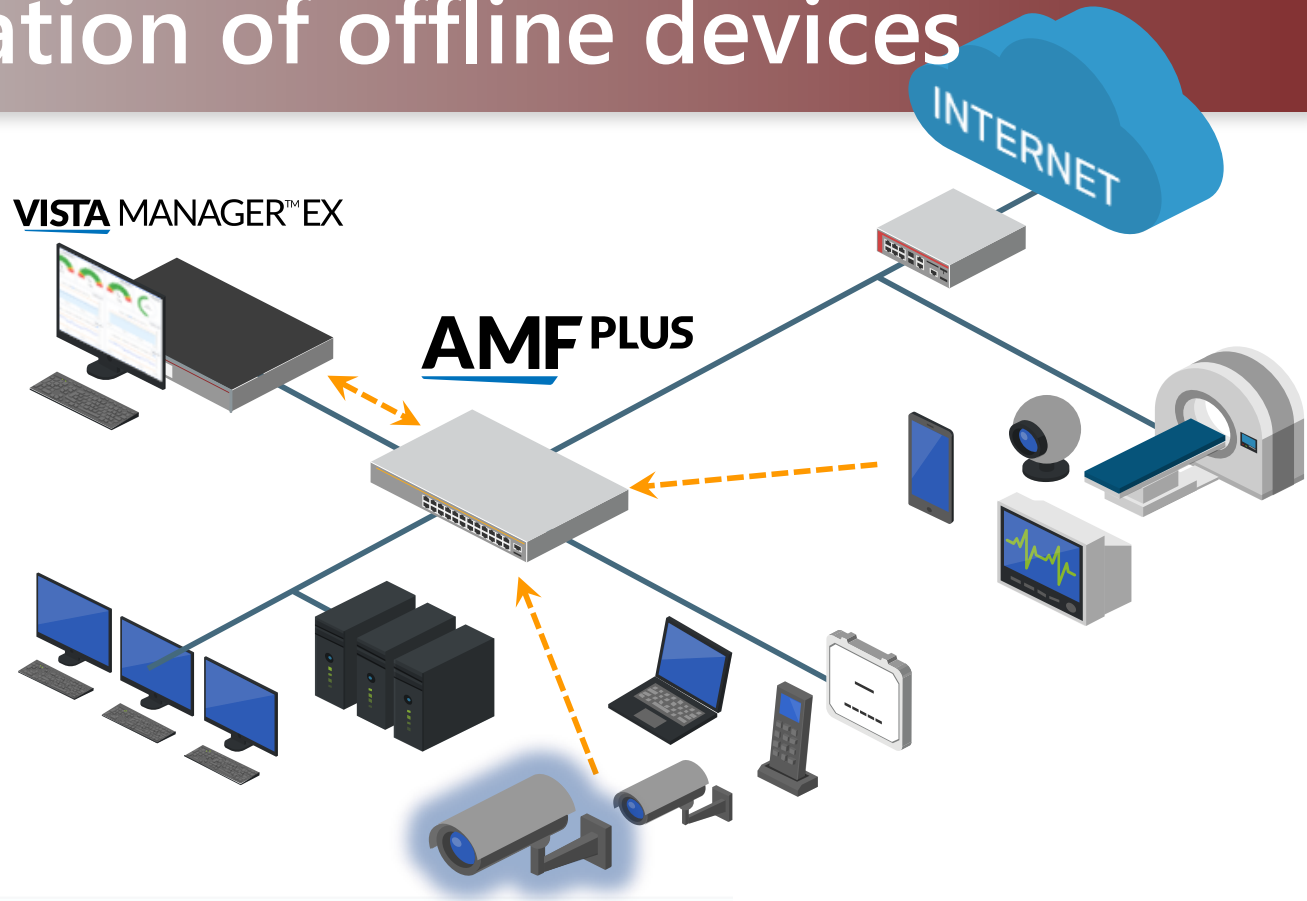 ation of offline devices
INTERNET
VISTA MANAGER™ EX
AMF PLUS